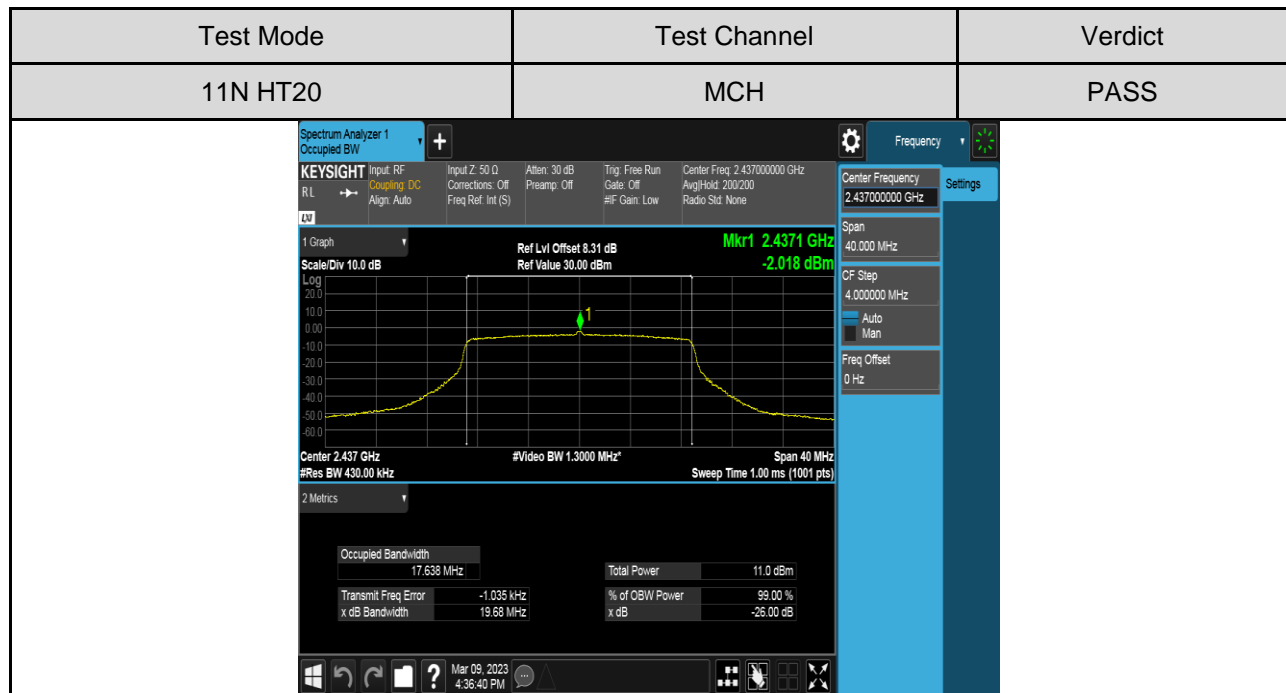 Test Mode Test Channel Verdict
11N HT20 MCH PASS
Spectrum Analyzer 1
Occupied BW
+
Frequency
KEYSIGHT
R L
LXI
Input: RF
Coupling: DC
Align: Auto
Input Z: 50 Ω
Corrections: Off
Freq Ref: Int (S)
Atten: 30 dB
Preamp: Off
Trig: Free Run
Gate: Off
#IF Gain: Low
Center Freq: 2.437000000 GHz
Avg|Hold: 200/200
Radio Std: None
Center Frequency
2.437000000 GHz
Settings
Span
40.000 MHz
CF Step
4.000000 MHz
Auto
Man
Freq Offset
0 Hz
1 Graph
Scale/Div 10.0 dB
Ref Lvl Offset 8.31 dB
Ref Value 30.00 dBm
Mkr1 2.4371 GHz
-2.018 dBm
Log
20.0
10.0
0.00
-10.0
-20.0
-30.0
-40.0
-50.0
-60.0
1
Center 2.437 GHz #Video BW 1.3000 MHz* Span 40 MHz
#Res BW 430.00 kHz Sweep Time 1.00 ms (1001 pts)
2 Metrics
Occupied Bandwidth
17.638 MHz Total Power 11.0 dBm
Transmit Freq Error -1.035 kHz % of OBW Power 99.00 %
x dB Bandwidth 19.68 MHz x dB -26.00 dB
?
Mar 09, 2023
4:36:40 PM